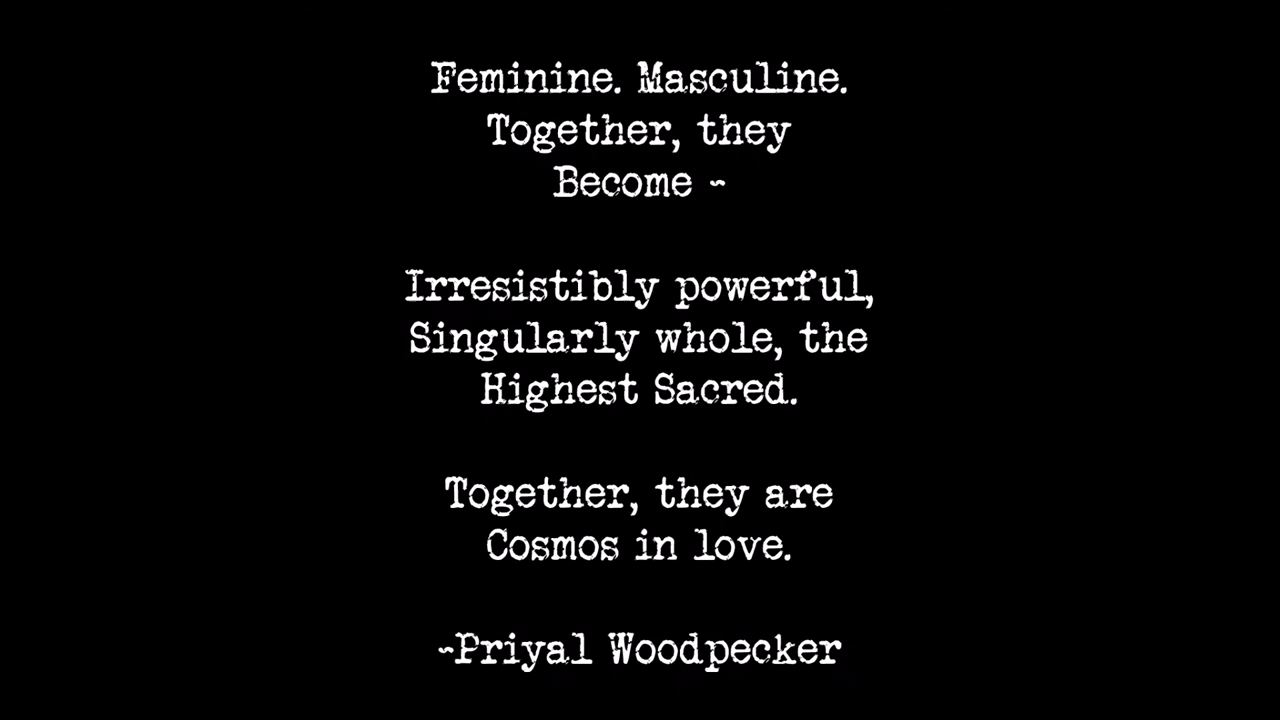 Feminine. Masculine.
Together, they
Become ~
Irresistibly powerful,
Singularly whole, the
Highest Sacred.
Together, they are
Cosmos in love.
~Priyal Woodpecker